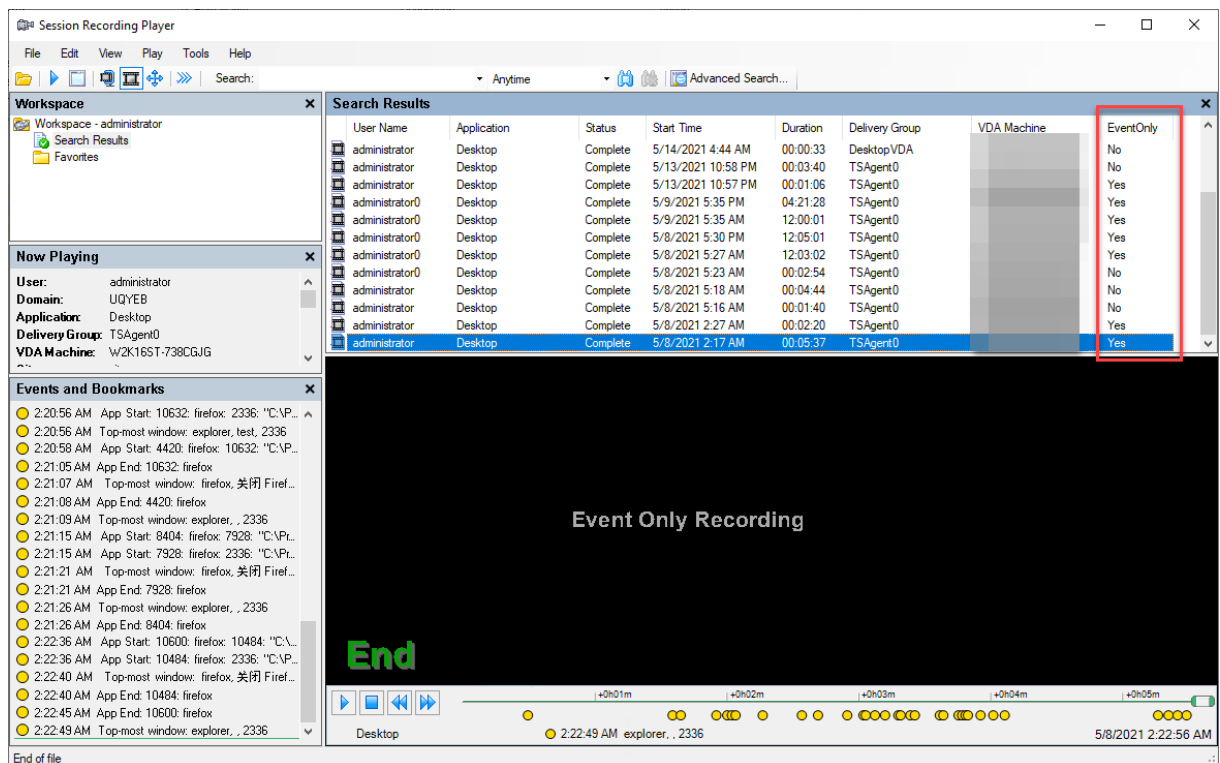 Session Recording Player
File Edit View Play Tools Help
Search: Anytime Advanced Search...
Workspace
Workspace - administrator
Search Results
Favorites
Now Playing
User: administrator
Domain: UQYEB
Application: Desktop
Delivery Group: TSAgent0
VDA Machine: W2K16ST-738CGJG
Events and Bookmarks
2:20:56 AM App Start: 10632: firefox: 2336: "C:\P...
2:20:56 AM Top-most window: explorer, test, 2336
2:20:58 AM App Start: 4420: firefox: 10632: "C:\P...
2:21:05 AM App End: 10632: firefox
2:21:07 AM Top-most window: firefox, 关闭 Firef...
2:21:08 AM App End: 4420: firefox
2:21:09 AM Top-most window: explorer, , 2336
2:21:15 AM App Start: 8404: firefox: 7928: "C:\Pr...
2:21:15 AM App Start: 7928: firefox: 2336: "C:\Pr...
2:21:21 AM Top-most window: firefox, 关闭 Firef...
2:21:21 AM App End: 7928: firefox
2:21:26 AM Top-most window: explorer, , 2336
2:21:26 AM App End: 8404: firefox
2:22:36 AM App Start: 10600: firefox: 10484: "C:\...
2:22:36 AM App Start: 10484: firefox: 2336: "C:\P...
2:22:40 AM Top-most window: firefox, 关闭 Firef...
2:22:40 AM App End: 10484: firefox
2:22:45 AM App End: 10600: firefox
2:22:49 AM Top-most window: explorer, , 2336
Search Results
User Name Application Status Start Time Duration Delivery Group VDA Machine EventOnly
administrator Desktop Complete 5/14/2021 4:44 AM 00:00:33 DesktopVDA No
administrator Desktop Complete 5/13/2021 10:58 PM 00:03:40 TSAgent0 No
administrator Desktop Complete 5/13/2021 10:57 PM 00:01:06 TSAgent0 Yes
administrator0 Desktop Complete 5/9/2021 5:35 PM 04:21:28 TSAgent0 Yes
administrator0 Desktop Complete 5/9/2021 5:35 AM 12:00:01 TSAgent0 Yes
administrator0 Desktop Complete 5/8/2021 5:30 PM 12:05:01 TSAgent0 Yes
administrator0 Desktop Complete 5/8/2021 5:27 AM 12:03:02 TSAgent0 Yes
administrator0 Desktop Complete 5/8/2021 5:23 AM 00:02:54 TSAgent0 No
administrator Desktop Complete 5/8/2021 5:18 AM 00:04:44 TSAgent0 No
administrator Desktop Complete 5/8/2021 5:16 AM 00:01:40 TSAgent0 No
administrator Desktop Complete 5/8/2021 2:27 AM 00:02:20 TSAgent0 Yes
administrator Desktop Complete 5/8/2021 2:17 AM 00:05:37 TSAgent0 Yes
Event Only Recording
End
+0h01m +0h02m +0h03m +0h04m +0h05m
Desktop 2:22:49 AM explorer, , 2336 5/8/2021 2:22:56 AM
End of file